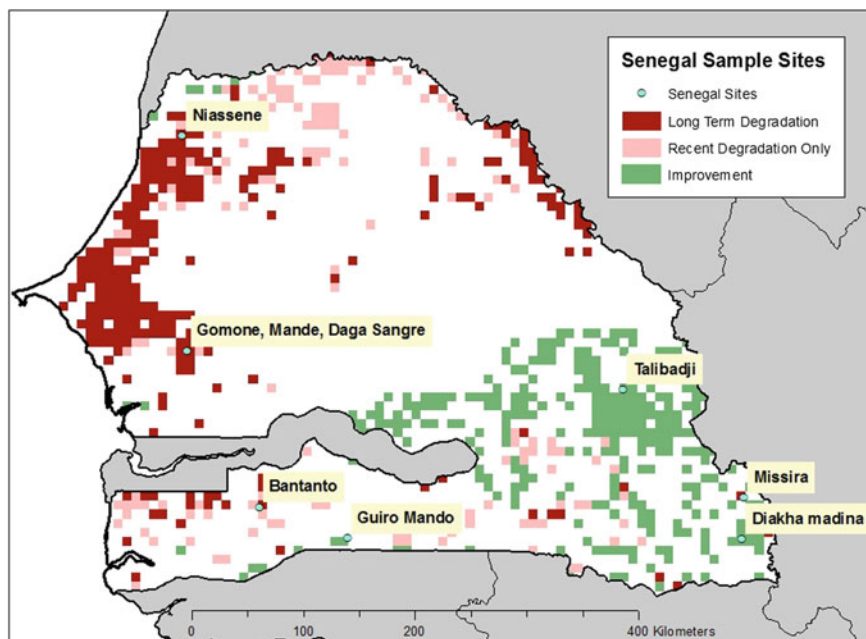 Senegal Sample Sites
Senegal Sites
Long Term Degradation
Recent Degradation Only
Improvement
Niassene
Gomone, Mande, Daga Sangre
Talibadji
Missira
Bantanto
Diakha madina
Guiro Mando
0 100 200 400 Kilometers